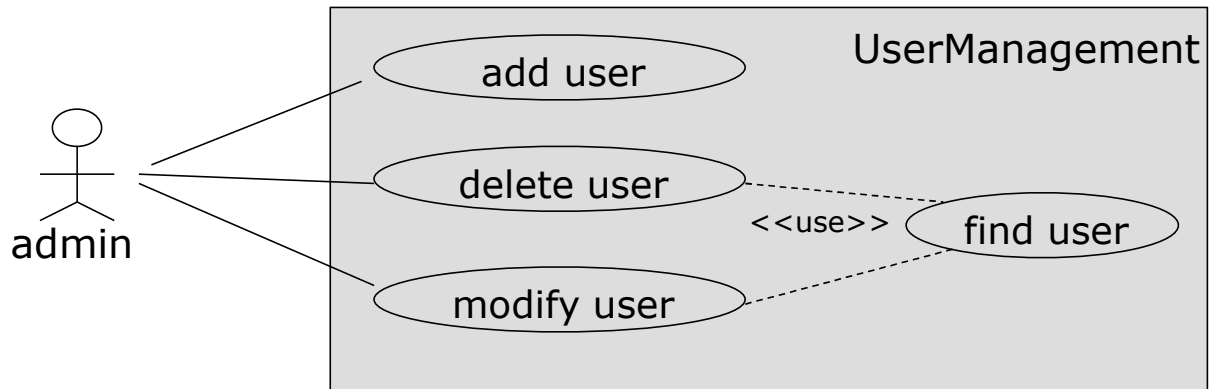 UserManagement
add user
delete user
<<use>>
find user
admin
modify user